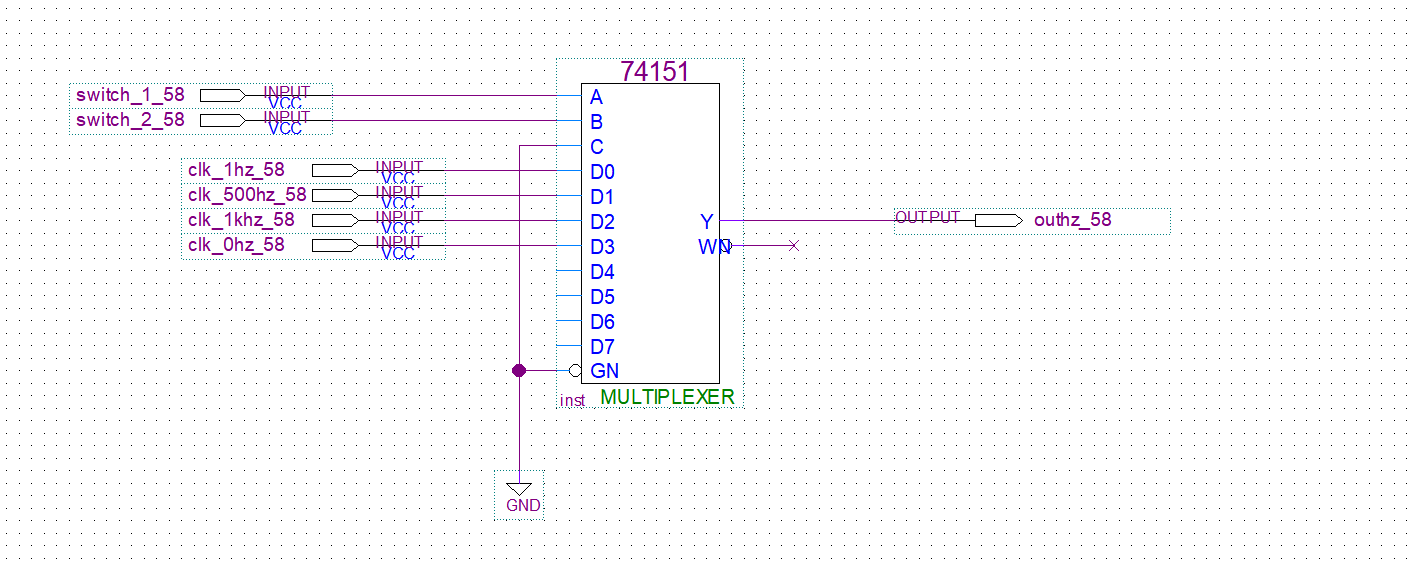 74151
switch_1_58 INPUT VCC A
switch_2_58 INPUT VCC B
C
clk_1hz_58 INPUT VCC D0
clk_500hz_58 INPUT VCC D1
clk_1khz_58 INPUT VCC D2 Y OUTPUT outhz_58
clk_0hz_58 INPUT VCC D3 WN
D4
D5
D6
D7
GN
inst MULTIPLEXER
GND